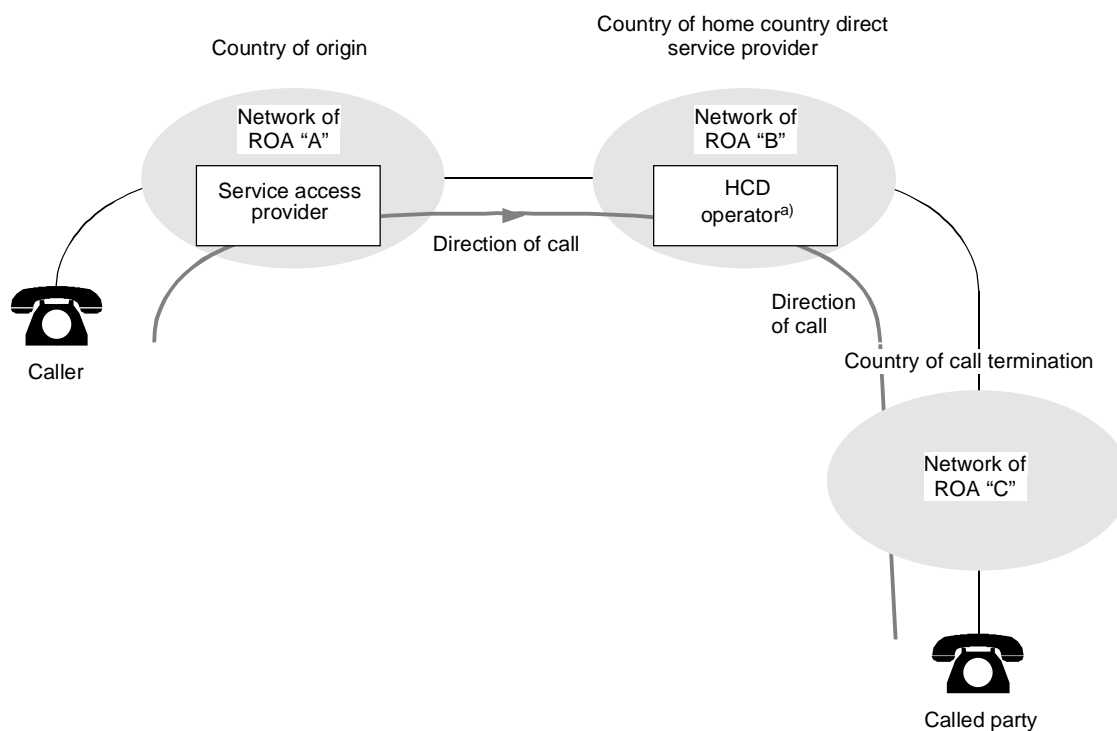 Country of origin
Country of home country direct
service provider
Network of
ROA “A”
Service access
provider
Network of
ROA “B”
HCD
operatora)
Direction of call
Direction
of call
Caller
Country of call termination
Network of
ROA “C”
Called party